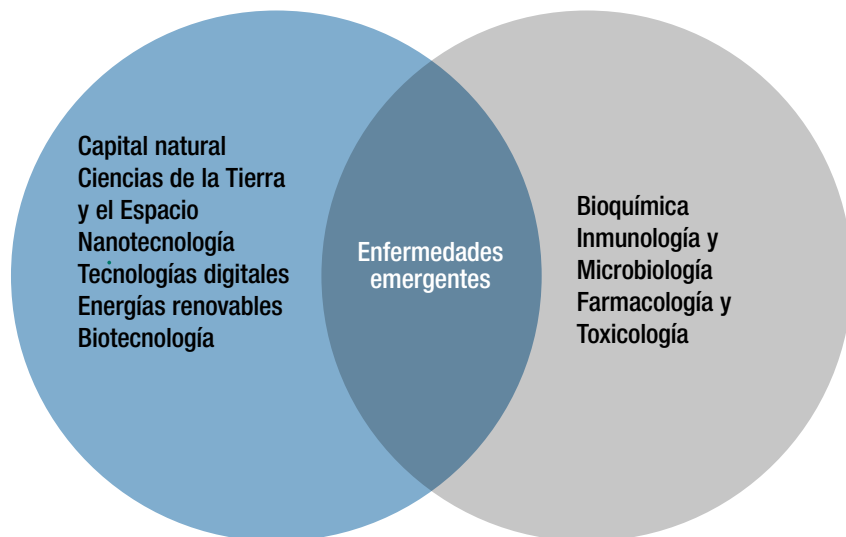 Capital natural
Ciencias de la Tierra
y el Espacio
Nanotecnología
Tecnologías digitales
Energías renovables
Biotecnología
Enfermedades
emergentes
Bioquímica
Inmunología y
Microbiología
Farmacología y
Toxicología